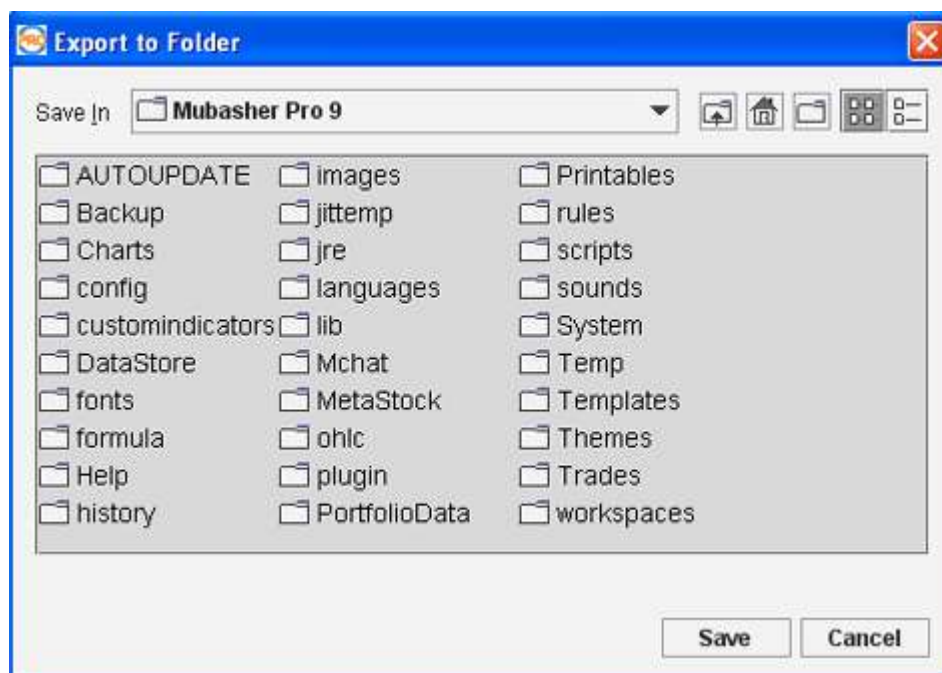 Export to Folder
Save In Mubasher Pro 9
AUTOUPDATE images Printables
Backup jittemp rules
Charts jre scripts
config languages sounds
customindicators lib System
DataStore Mchat Temp
fonts MetaStock Templates
formula ohlc Themes
Help plugin Trades
history PortfolioData workspaces
Save Cancel